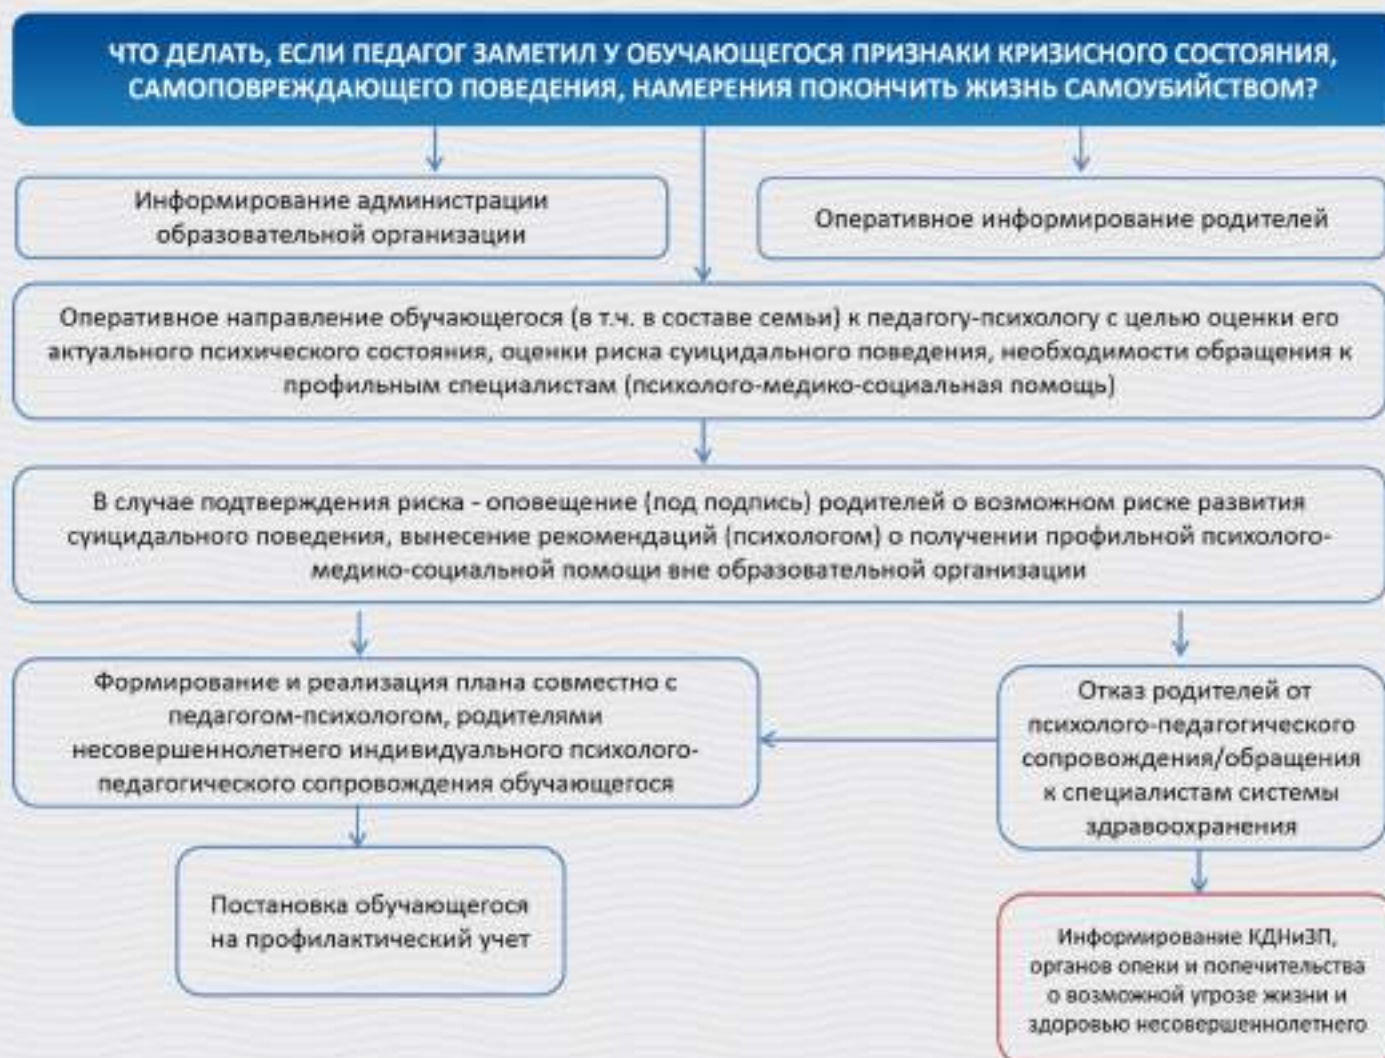 ЧТО ДЕЛАТЬ, ЕСЛИ ПЕДАГОГ ЗАМЕТИЛ У ОБУЧАЮЩЕГОСЯ ПРИЗНАКИ КРИЗИСНОГО СОСТОЯНИЯ,
САМОПОВРЕЖДАЮЩЕГО ПОВЕДЕНИЯ, НАМЕРЕНИЯ ПОКОНЧИТЬ ЖИЗНЬ САМОУБИЙСТВОМ?
Информирование администрации
образовательной организации
Оперативное информирование родителей
Оперативное направление обучающегося (в т.ч. в составе семьи) к педагогу-психологу с целью оценки его
актуального психического состояния, оценки риска суицидального поведения, необходимости обращения к
профильным специалистам (психолого-медико-социальная помощь)
В случае подтверждения риска - оповещение (под подпись) родителей о возможном риске развития
суицидального поведения, вынесение рекомендаций (психологом) о получении профильной психолого-
медико-социальной помощи вне образовательной организации
Формирование и реализация плана совместно с
педагогом-психологом, родителями
несовершеннолетнего индивидуального психолого-
педагогического сопровождения обучающегося
Отказ родителей от
психолого-педагогического
сопровождения/обращения
к специалистам системы
здравоохранения
Постановка обучающегося
на профилактический учет
Информирование КДНиЗП,
органов опеки и попечительства
о возможной угрозе жизни и
здоровью несовершеннолетнего